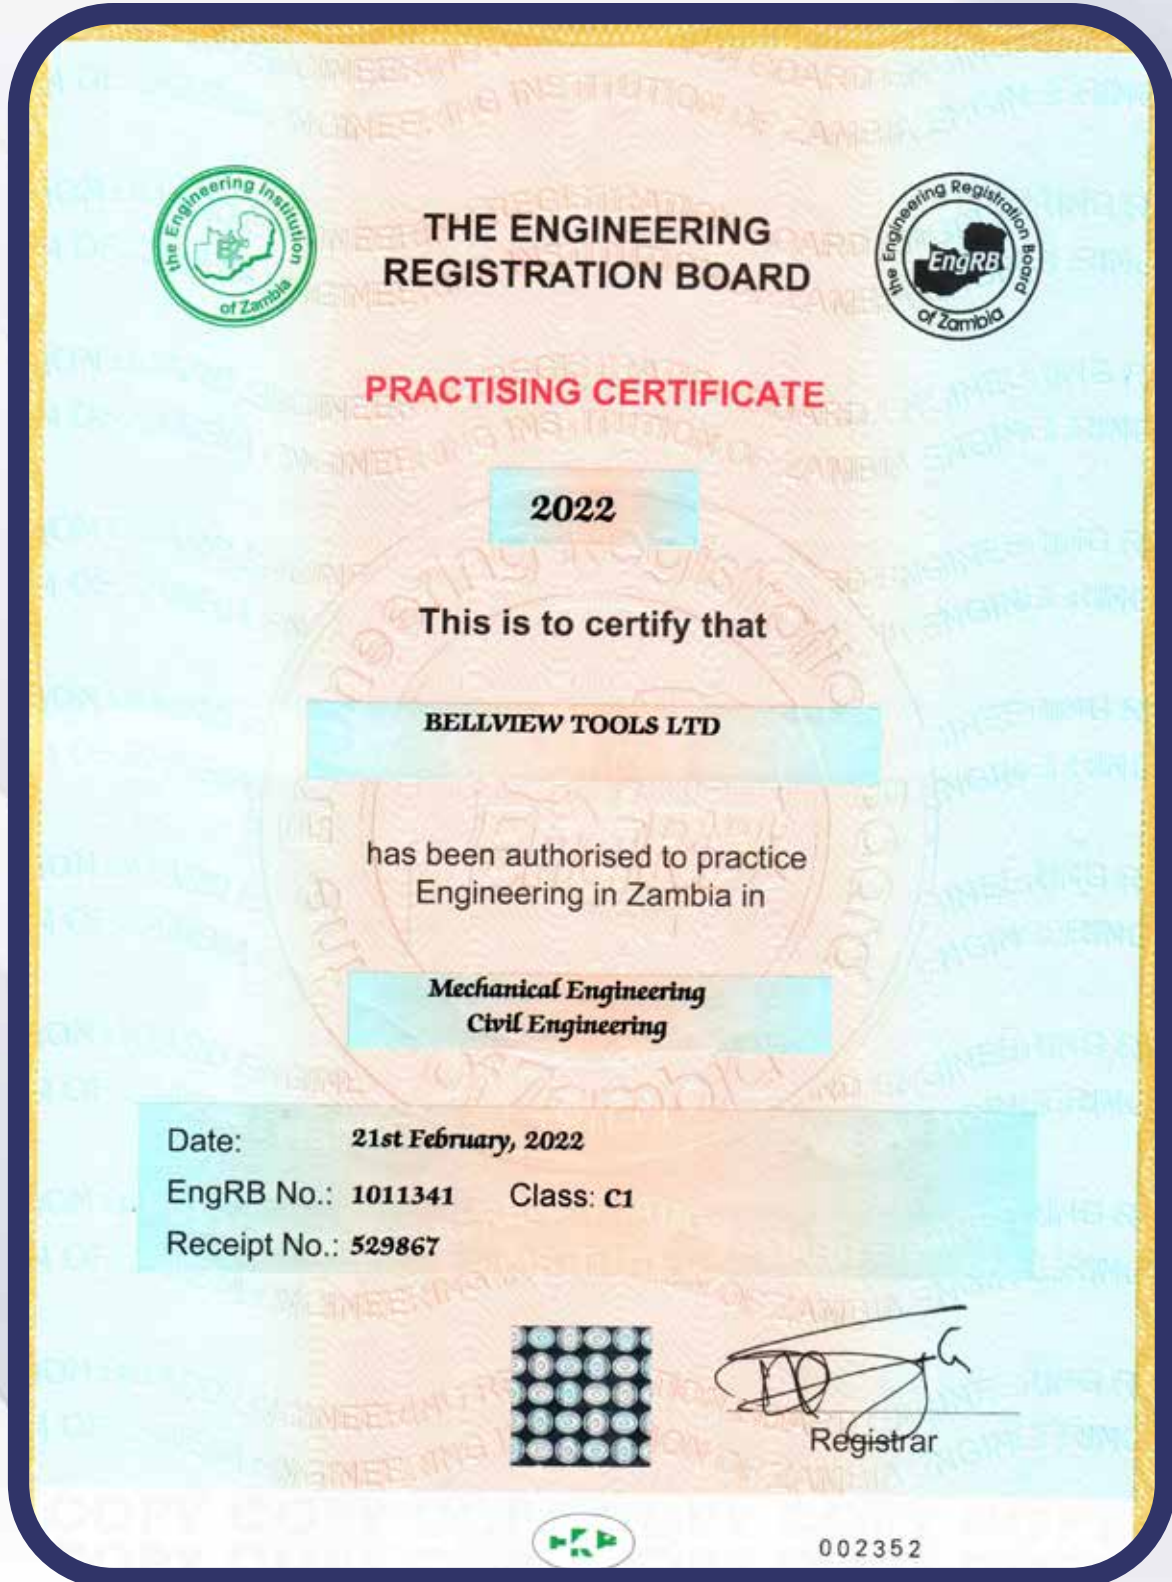 the Engineering Institution
of Zambia
THE ENGINEERING
REGISTRATION BOARD
the Engineering Registration Board
EngRB
of Zambia
PRACTISING CERTIFICATE
2022
This is to certify that
BELLVIEW TOOLS LTD
has been authorised to practice
Engineering in Zambia in
Mechanical Engineering
Civil Engineering
Date: 21st February, 2022
EngRB No.: 1011341 Class: C1
Receipt No.: 529867
Registrar
002352
COPY COPY